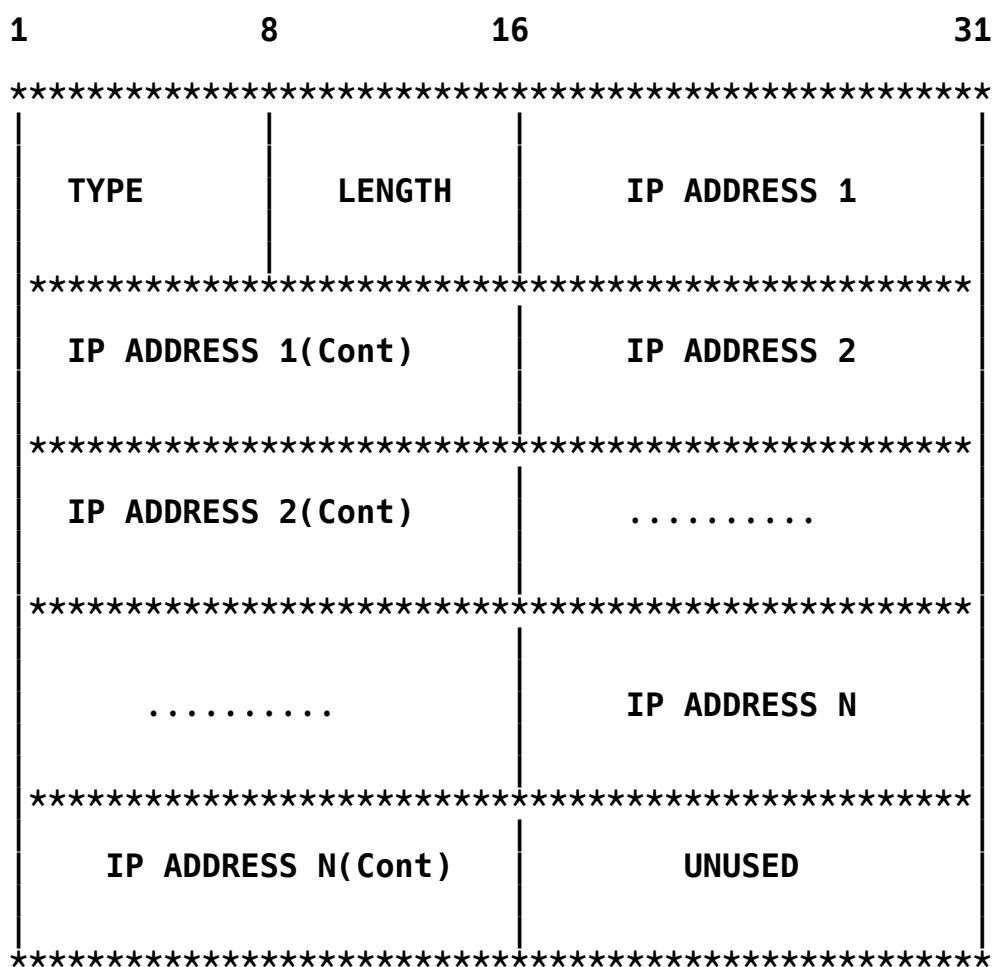 1 8 16 31
***************************************************
TYPE | LENGTH | IP ADDRESS 1
*************************************************
IP ADDRESS 1(Cont) | IP ADDRESS 2
*************************************************
IP ADDRESS 2(Cont) | ..........
*************************************************
.......... | IP ADDRESS N
*************************************************
IP ADDRESS N(Cont) | UNUSED
***************************************************